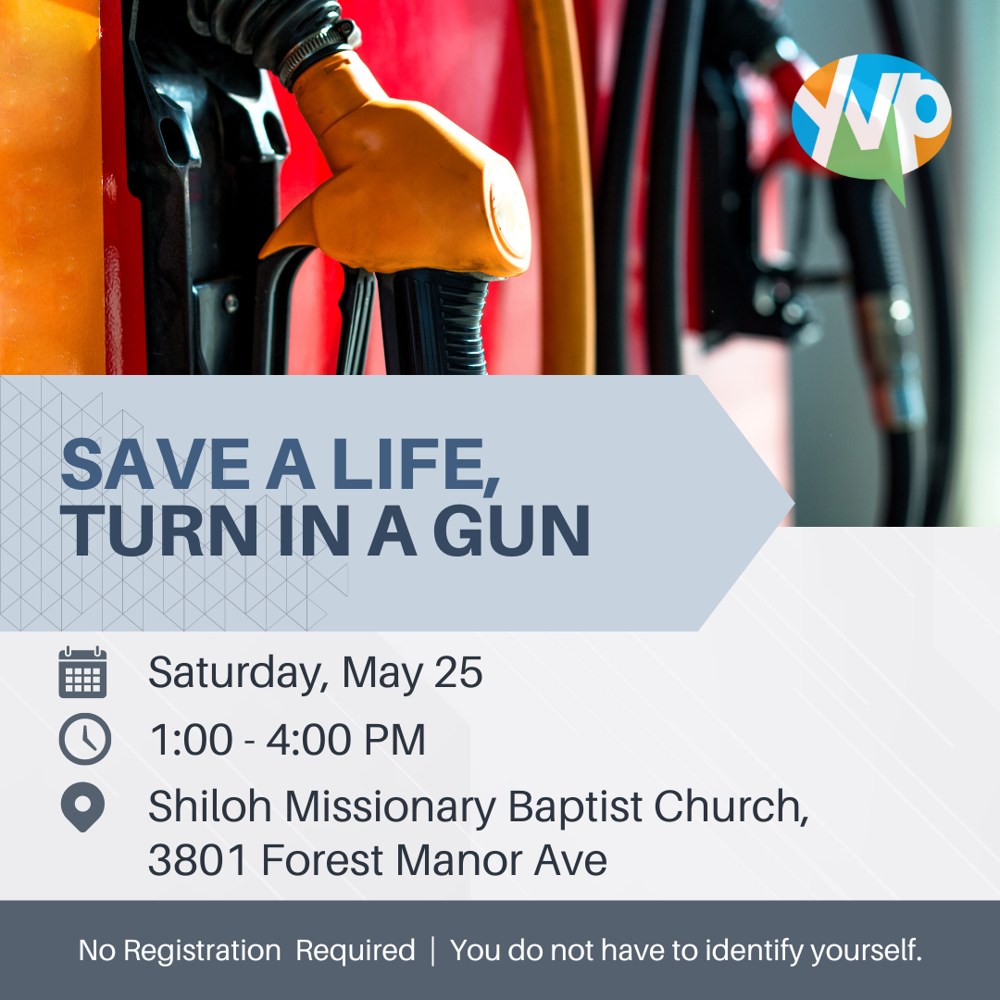 yvp
SAVE A LIFE,
TURN IN A GUN
Saturday, May 25
1:00 - 4:00 PM
Shiloh Missionary Baptist Church,
3801 Forest Manor Ave
No Registration  Required | You do not have to identify yourself.